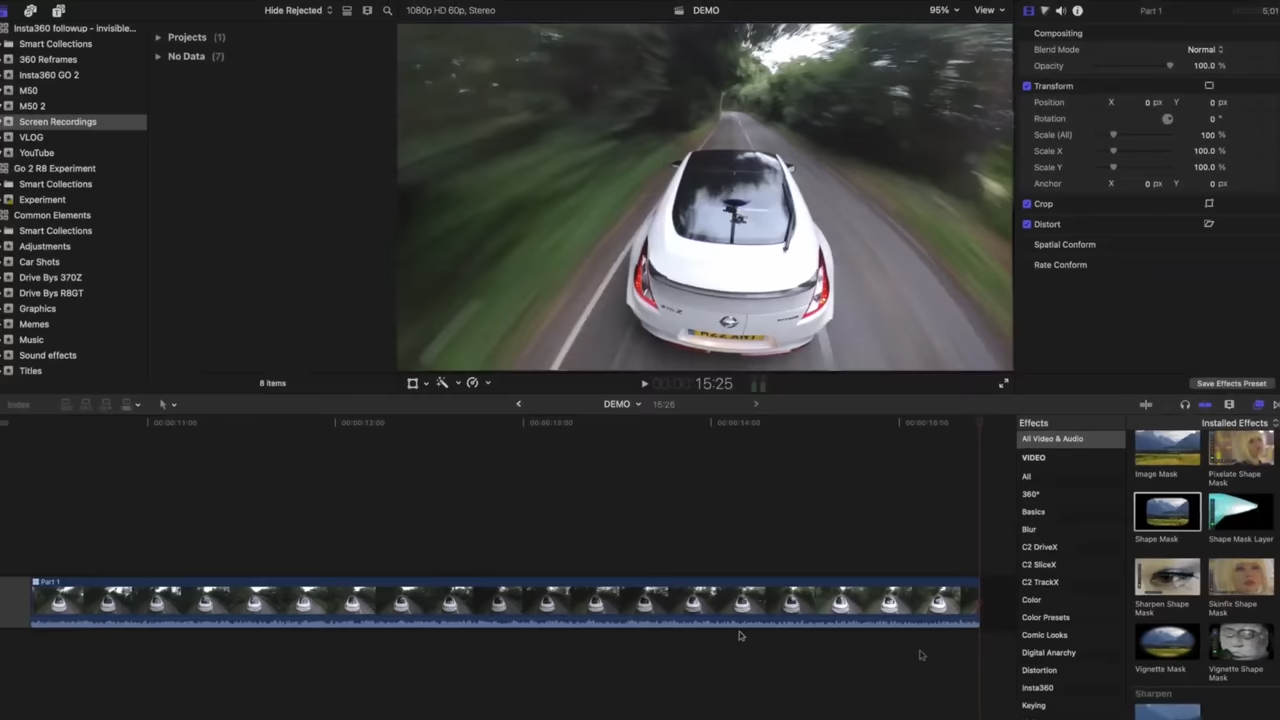 Hide Rejected
1080p HD 60p, Stereo
DEMO
95%
View
Part 1
5:01
Insta360 followup - invisible...
Smart Collections
360 Reframes
Insta360 GO 2
M50
M50 2
Screen Recordings
VLOG
YouTube
Go 2 R8 Experiment
Smart Collections
Experiment
Common Elements
Smart Collections
Adjustments
Car Shots
Drive Bys 370Z
Drive Bys R8GT
Graphics
Memes
Music
Sound effects
Titles
Projects (1)
No Data (7)
8 items
00:00 15:25
Compositing
Blend Mode Normal
Opacity 100.0 %
Transform
Position X 0 px Y 0 px
Rotation 0 °
Scale (All) 100 %
Scale X 100.0 %
Scale Y 100.0 %
Anchor X 0 px Y 0 px
Crop
Distort
Spatial Conform
Rate Conform
Save Effects Preset
Index
DEMO
15:26
00:00:11:00
00:00:12:00
00:00:13:00
00:00:14:00
00:00:15:00
Part 1
Effects
Installed Effects
All Video & Audio
VIDEO
All
360°
Basics
Blur
C2 DriveX
C2 SliceX
C2 TrackX
Color
Color Presets
Comic Looks
Digital Anarchy
Distortion
Insta360
Keying
Image Mask
Pixelate Shape
Mask
Shape Mask
Shape Mask Layer
Sharpen Shape
Mask
Skinfix Shape
Mask
Vignette Mask
Vignette Shape
Mask
Sharpen